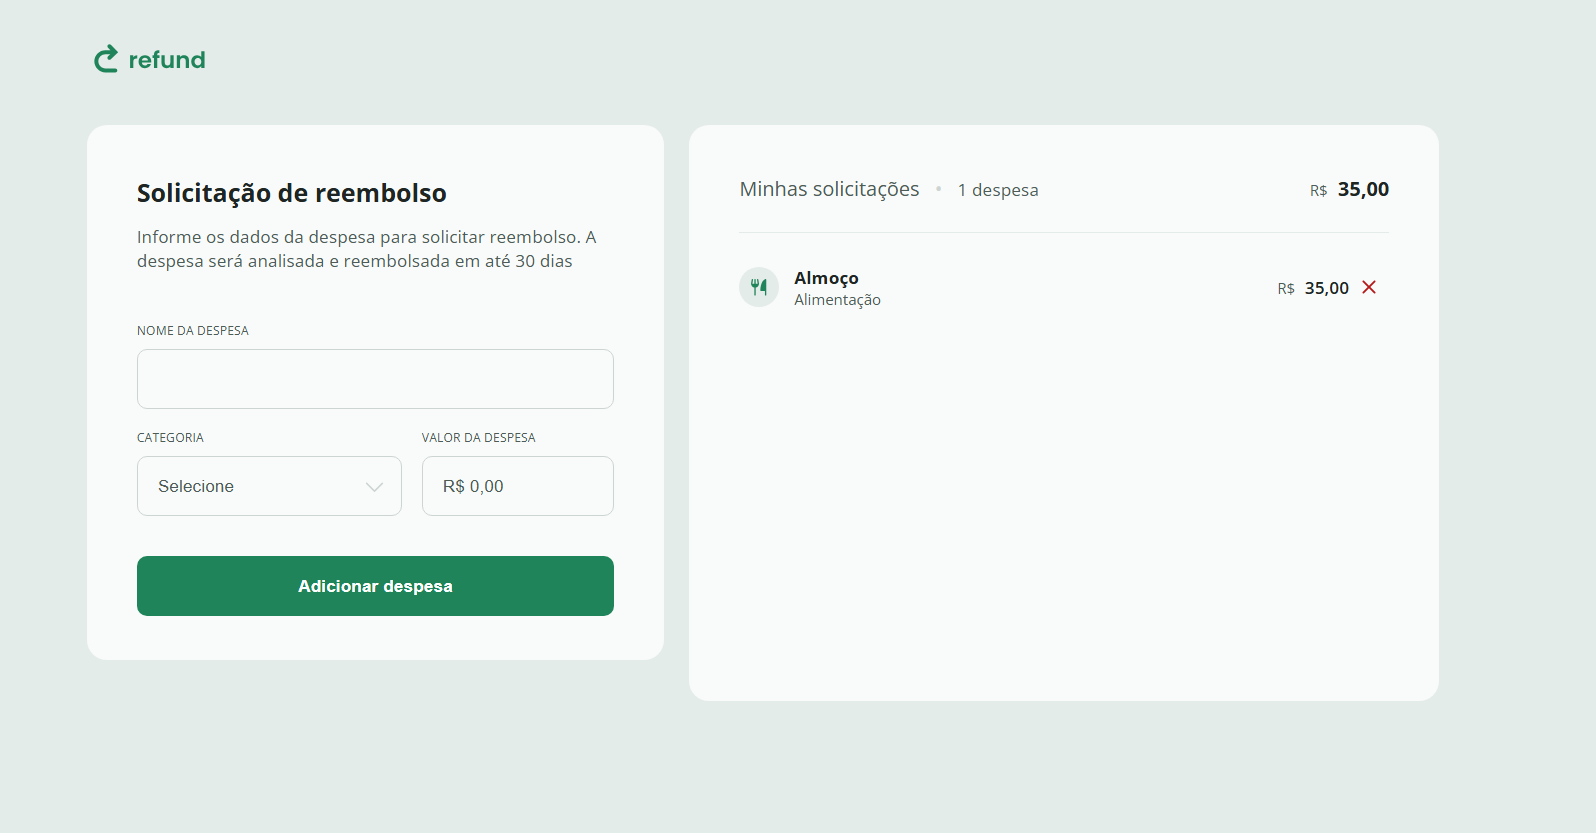 refund
Solicitação de reembolso
Informe os dados da despesa para solicitar reembolso. A
despesa será analisada e reembolsada em até 30 dias
NOME DA DESPESA
CATEGORIA VALOR DA DESPESA
Selecione R$ 0,00
Adicionar despesa
Minhas solicitações • 1 despesa R$ 35,00
Almoço
Alimentação
R$ 35,00